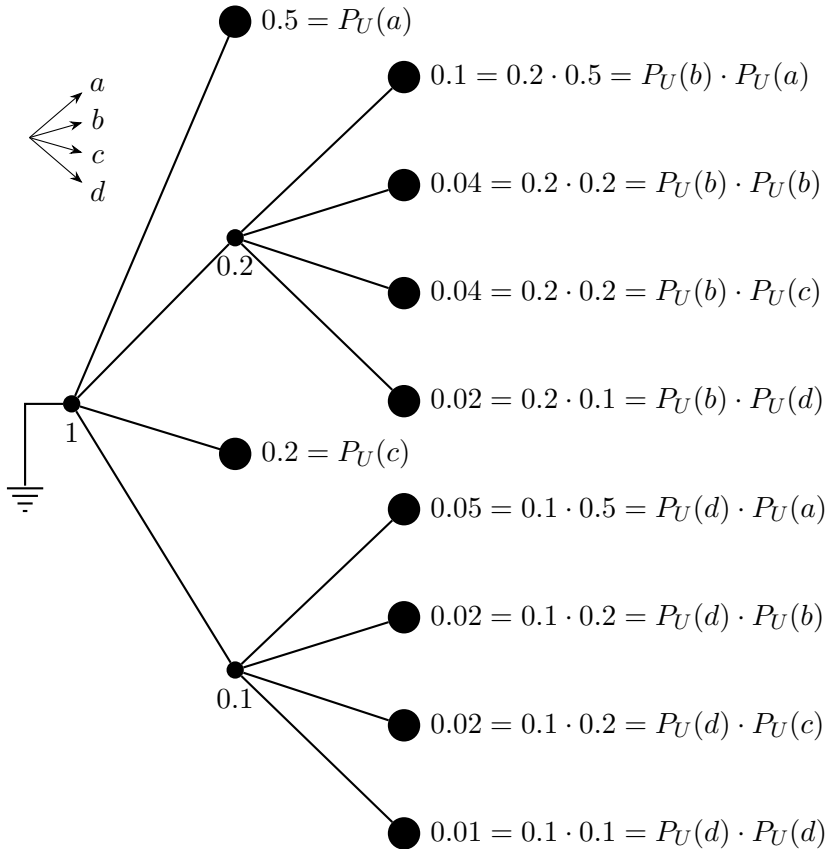 0.5 = P_U(a)
0.1 = 0.2 · 0.5 = P_U(b) · P_U(a)
a
b
c
d
0.04 = 0.2 · 0.2 = P_U(b) · P_U(b)
0.2
0.04 = 0.2 · 0.2 = P_U(b) · P_U(c)
0.02 = 0.2 · 0.1 = P_U(b) · P_U(d)
1
0.2 = P_U(c)
0.05 = 0.1 · 0.5 = P_U(d) · P_U(a)
0.02 = 0.1 · 0.2 = P_U(d) · P_U(b)
0.1
0.02 = 0.1 · 0.2 = P_U(d) · P_U(c)
0.01 = 0.1 · 0.1 = P_U(d) · P_U(d)